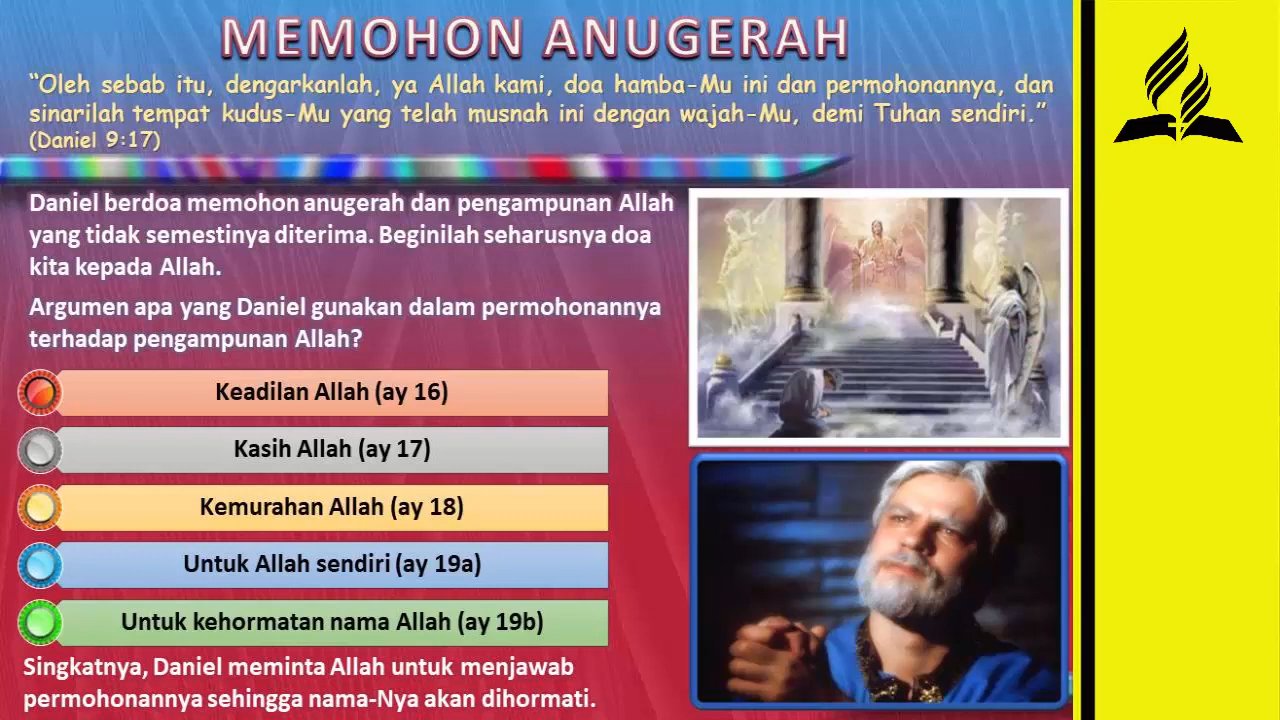 MEMOHON ANUGERAH
“Oleh sebab itu, dengarkanlah, ya Allah kami, doa hamba-Mu ini dan permohonannya, dan
sinarilah tempat kudus-Mu yang telah musnah ini dengan wajah-Mu, demi Tuhan sendiri.”
(Daniel 9:17)
Daniel berdoa memohon anugerah dan pengampunan Allah
yang tidak semestinya diterima. Beginilah seharusnya doa
kita kepada Allah.
Argumen apa yang Daniel gunakan dalam permohonannya
terhadap pengampunan Allah?
Keadilan Allah (ay 16)
Kasih Allah (ay 17)
Kemurahan Allah (ay 18)
Untuk Allah sendiri (ay 19a)
Untuk kehormatan nama Allah (ay 19b)
Singkatnya, Daniel meminta Allah untuk menjawab
permohonannya sehingga nama-Nya akan dihormati.